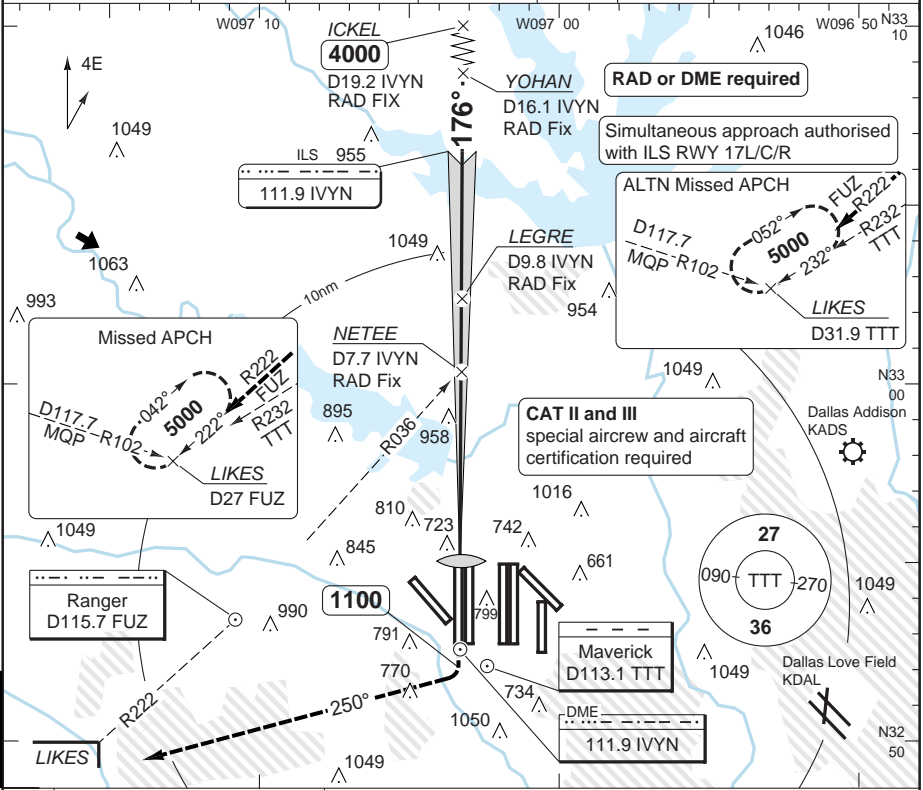 W097 10
W097 00
W096 50
N33
10
ICKEL
4000
D19.2 IVYN
RAD FIX
1046
4E
YOHAN
D16.1 IVYN
RAD Fix
RAD or DME required
176°
1049
Simultaneous approach authorised
with ILS RWY 17L/C/R
ILS
955
111.9 IVYN
ALTN Missed APCH
FUZ
R222
052°
5000
232°
R232
TTT
D117.7
MQP
R102
LIKES
D31.9 TTT
1049
1063
LEGRE
D9.8 IVYN
RAD Fix
954
10nm
993
Missed APCH
R222
FUZ
042°
5000
222°
R232
TTT
D117.7
MQP
R102
LIKES
D27 FUZ
NETEE
D7.7 IVYN
RAD Fix
1049
N33
00
895
R036
958
CAT II and III
special aircrew and aircraft
certification required
Dallas Addison
KADS
1016
810
723
742
1049
845
661
27
090
TTT
270
36
1049
Ranger
D115.7 FUZ
1100
990
799
791
Maverick
D113.1 TTT
1049
770
Dallas Love Field
KDAL
R222
250°
734
1050
DME
111.9 IVYN
LIKES
1049
N32
50